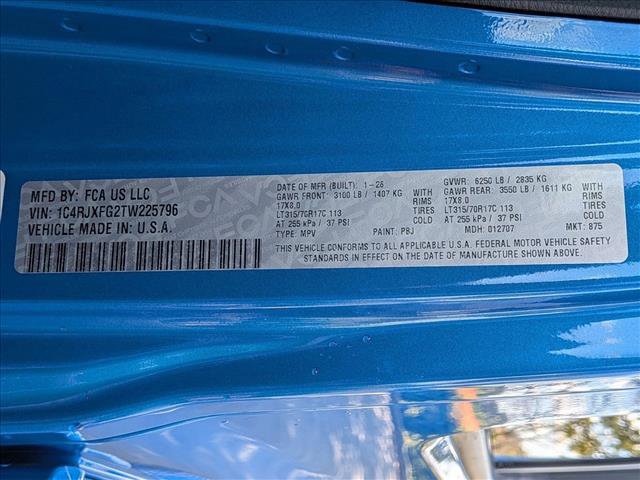 MFD BY: FCA US LLC
VIN: 1C4RJXFG2TW225796
VEHICLE MADE IN: U.S.A.
DATE OF MFR (BUILT): 1-26
GAWR FRONT: 3100 LB / 1407 KG WITH
17X8.0 RIMS
LT315/70R17C 113 TIRES
AT 255 kPa / 37 PSI COLD
TYPE: MPV PAINT: PBJ
GVWR: 6250 LB / 2835 KG
GAWR REAR: 3550 LB / 1611 KG WITH
17X8.0 RIMS
LT315/70R17C 113 TIRES
AT 255 kPa / 37 PSI COLD
MDH: 012707 MKT: 875
THIS VEHICLE CONFORMS TO ALL APPLICABLE U.S.A. FEDERAL MOTOR VEHICLE SAFETY
STANDARDS IN EFFECT ON THE DATE OF MANUFACTURE SHOWN ABOVE.